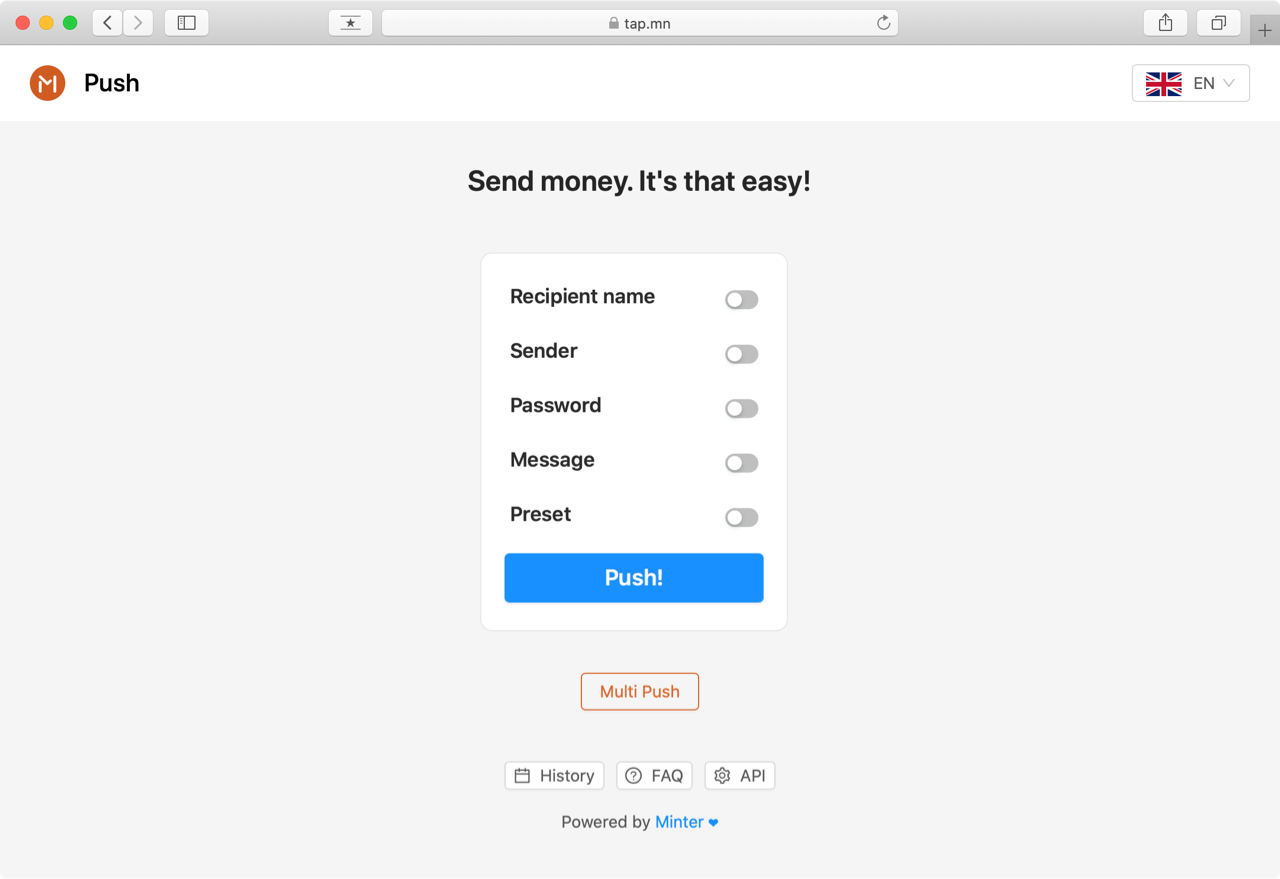 tap.mn
Push
EN
Send money. It's that easy!
Recipient name
Sender
Password
Message
Preset
Push!
Multi Push
History
FAQ
API
Powered by Minter ❤